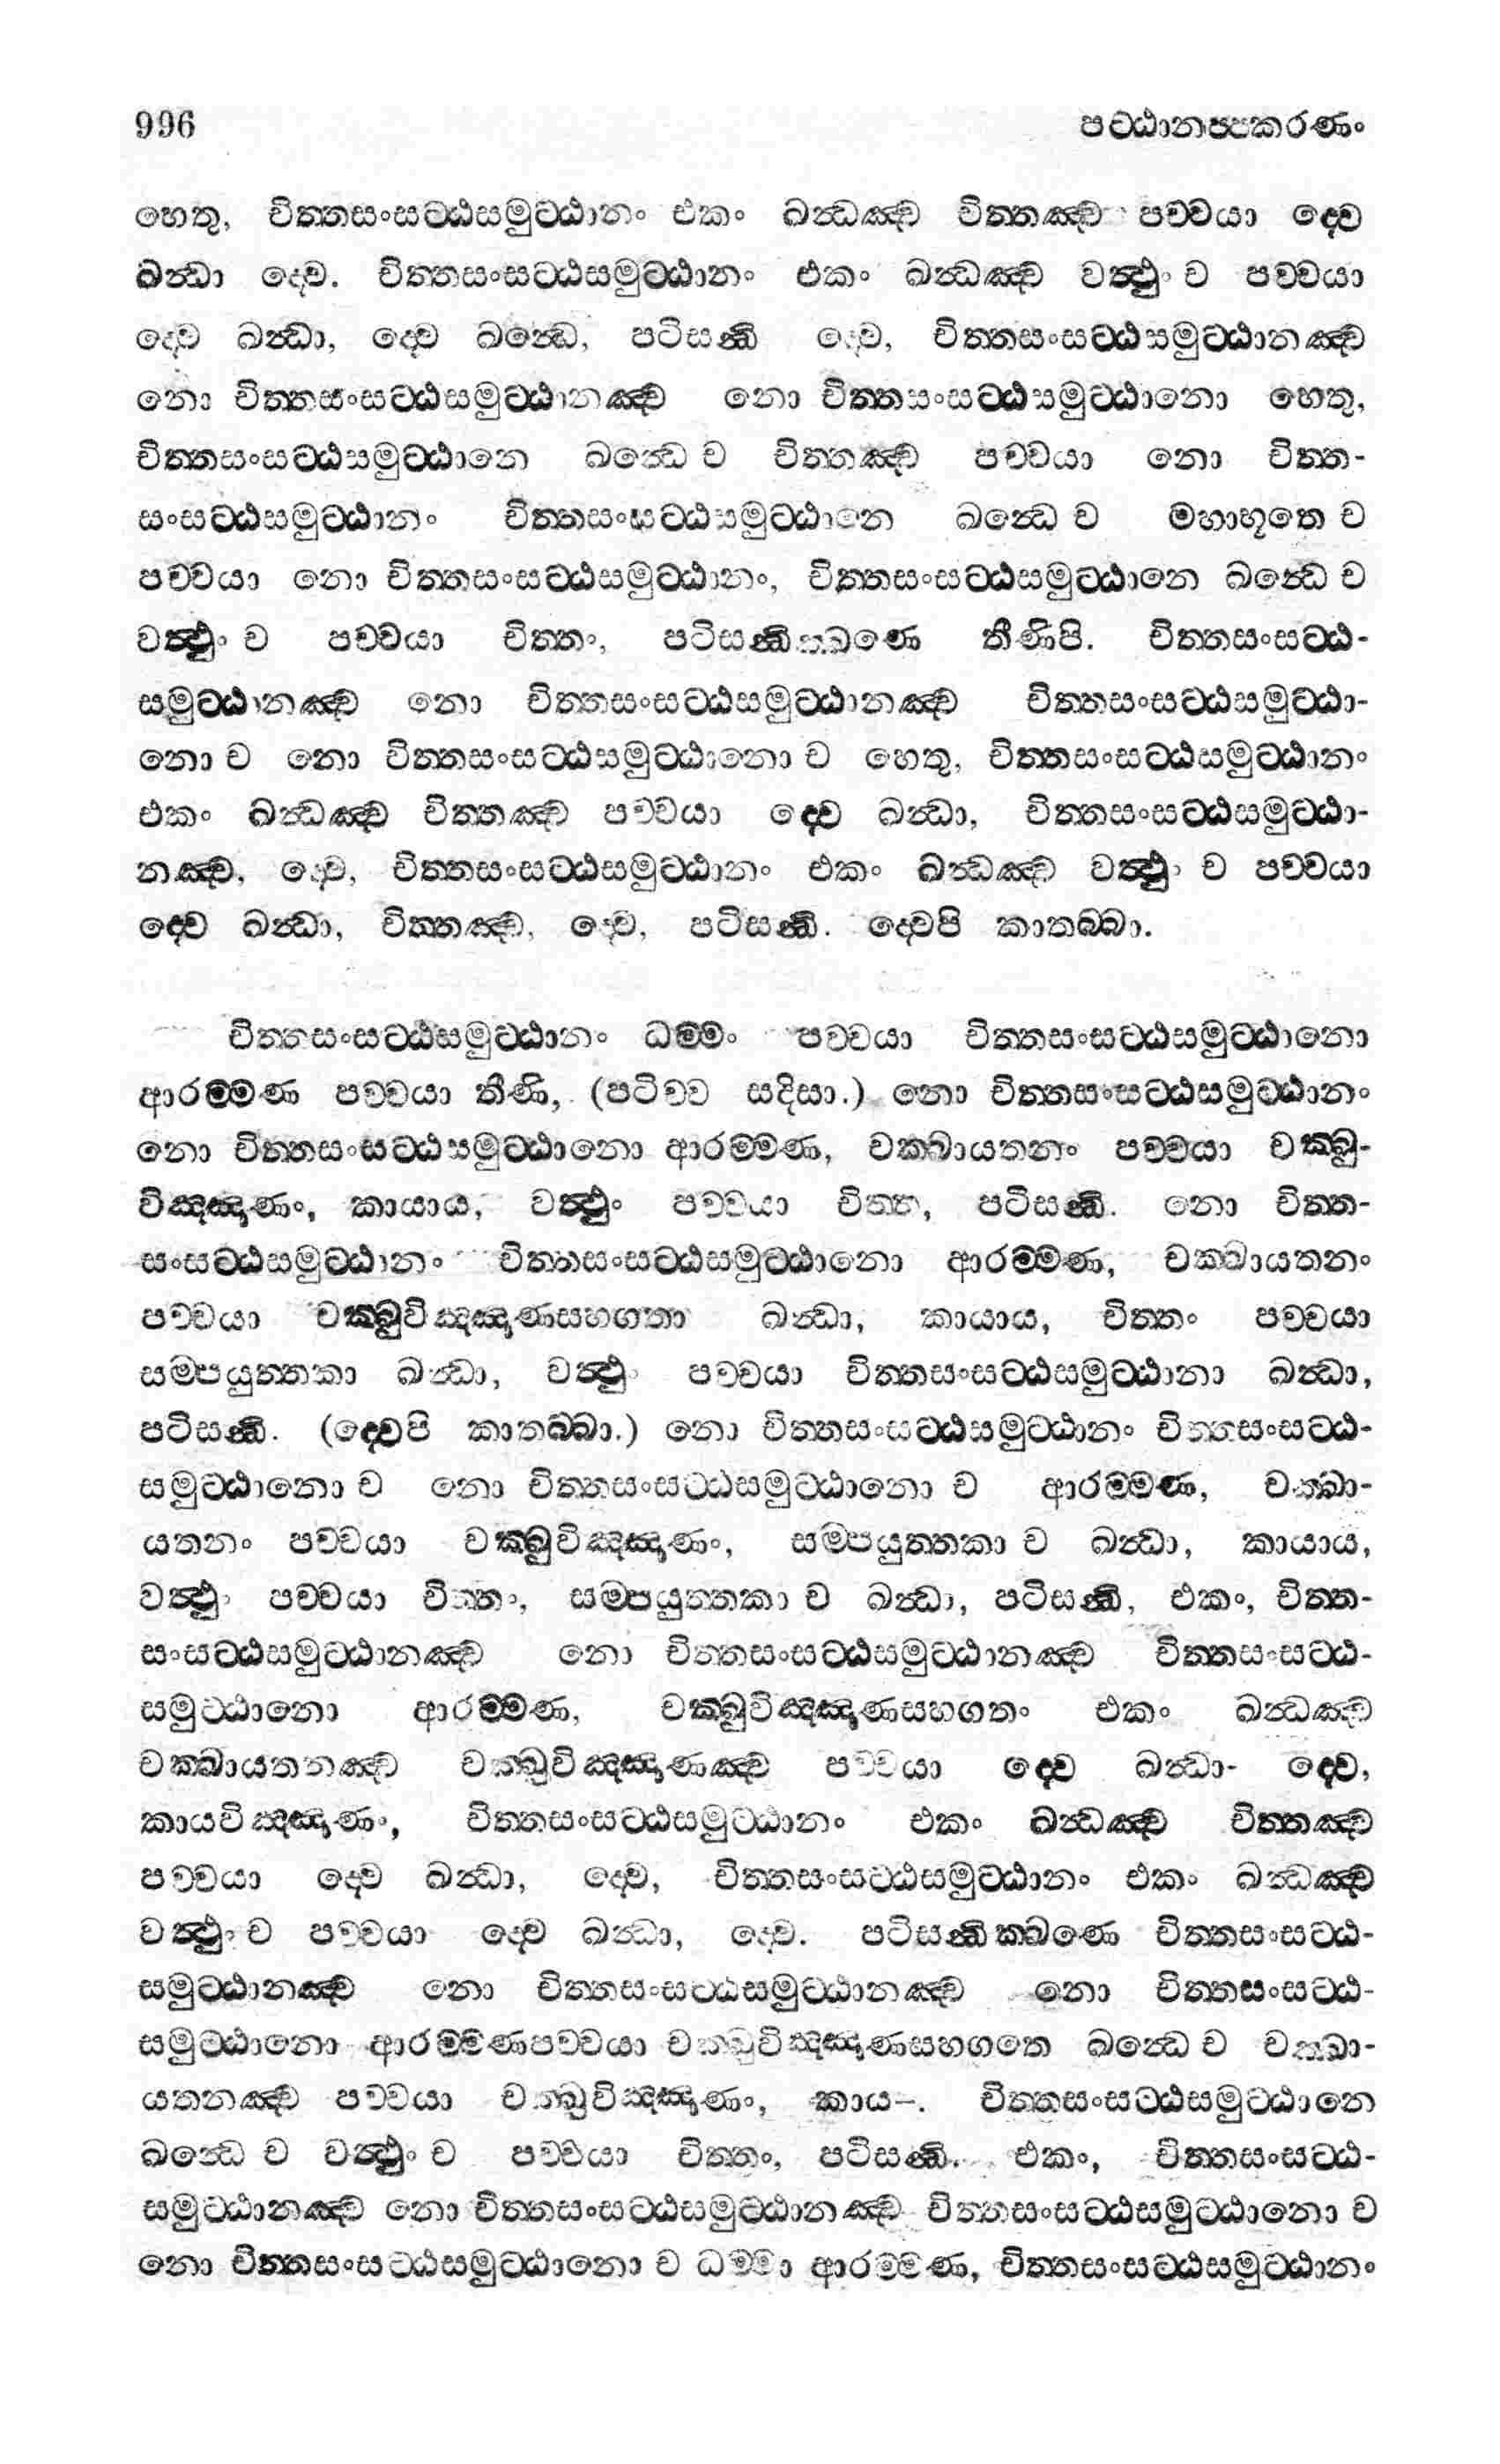 996 පට්ඨානප්පකරණං
හෙතු, චිත්තසංසට්ඨසමුට්ඨානං එකං ඛන්ධඤ්ච චිත්තඤ්ච පච්චයා ද්වෙ
ඛන්ධා ද්වෙ. චිත්තසංසට්ඨසමුට්ඨානං එකං ඛන්ධඤ්ච වත්ථුං ච පච්චයා
ද්වෙ ඛන්ධා, ද්වෙ ඛන්ධෙ, පටිසන්ධි ද්වෙ, චිත්තසංසට්ඨසමුට්ඨානඤ්ච
නො චිත්තසංසට්ඨසමුට්ඨානඤ්ච නො චිත්තසංසට්ඨසමුට්ඨානො හෙතු,
චිත්තසංසට්ඨසමුට්ඨානෙ ඛන්ධෙ ච චිත්තඤ්ච පච්චයා නො චිත්ත-
සංසට්ඨසමුට්ඨානං චිත්තසංසට්ඨසමුට්ඨානෙ ඛන්ධෙ ච මහාභූතෙ ච
පච්චයා නො චිත්තසංසට්ඨසමුට්ඨානං, චිත්තසංසට්ඨසමුට්ඨානෙ ඛන්ධෙ ච
වත්ථුං ච පච්චයා චිත්තං, පටිසන්ධික්ඛණෙ තීණිපි. චිත්තසංසට්ඨ-
සමුට්ඨානඤ්ච නො චිත්තසංසට්ඨසමුට්ඨානඤ්ච චිත්තසංසට්ඨසමුට්ඨා-
නො ච නො චිත්තසංසට්ඨසමුට්ඨානො ච හෙතු, චිත්තසංසට්ඨසමුට්ඨානං
එකං ඛන්ධඤ්ච චිත්තඤ්ච පච්චයා ද්වෙ ඛන්ධා, චිත්තසංසට්ඨසමුට්ඨා-
නඤ්ච, ද්වෙ, චිත්තසංසට්ඨසමුට්ඨානං එකං ඛන්ධඤ්ච වත්ථුං ච පච්චයා
ද්වෙ ඛන්ධා, චිත්තඤ්ච, ද්වෙ, පටිසන්ධි. ද්වෙපි කාතබ්බා.
චිත්තසංසට්ඨසමුට්ඨානං ධම්මං පච්චයා චිත්තසංසට්ඨසමුට්ඨානො
ආරම්මණ පච්චයා තීණි, (පටිච්ච සදිසා.) නො චිත්තසංසට්ඨසමුට්ඨානං
නො චිත්තසංසට්ඨසමුට්ඨානො ආරම්මණ, චක්ඛායතනං පච්චයා චක්ඛු-
විඤ්ඤාණං, කායාය, වත්ථුං පච්චයා චිත්ත, පටිසන්ධි. නො චිත්ත-
සංසට්ඨසමුට්ඨානං චිත්තසංසට්ඨසමුට්ඨානො ආරම්මණ, චක්ඛායතනං
පච්චයා චක්ඛුවිඤ්ඤාණසහගතා ඛන්ධා, කායාය, චිත්තං පච්චයා
සම්පයුත්තකා ඛන්ධා, වත්ථුං පච්චයා චිත්තසංසට්ඨසමුට්ඨානා ඛන්ධා,
පටිසන්ධි. (ද්වෙපි කාතබ්බා.) නො චිත්තසංසට්ඨසමුට්ඨානං චිත්තසංසට්ඨ-
සමුට්ඨානො ච නො චිත්තසංසට්ඨසමුට්ඨානො ච ආරම්මණ, චක්ඛා-
යතනං පච්චයා චක්ඛුවිඤ්ඤාණං, සම්පයුත්තකා ච ඛන්ධා, කායාය,
වත්ථුං පච්චයා චිත්තං, සම්පයුත්තකා ච ඛන්ධා, පටිසන්ධි, එකං, චිත්ත-
සංසට්ඨසමුට්ඨානඤ්ච නො චිත්තසංසට්ඨසමුට්ඨානඤ්ච චිත්තසංසට්ඨ-
සමුට්ඨානො ආරම්මණ, චක්ඛුවිඤ්ඤාණසහගතං එකං ඛන්ධඤ්ච
චක්ඛායතනඤ්ච චක්ඛුවිඤ්ඤාණඤ්ච පච්චයා ද්වෙ ඛන්ධා- ද්වෙ,
කායවිඤ්ඤාණං, චිත්තසංසට්ඨසමුට්ඨානං එකං ඛන්ධඤ්ච චිත්තඤ්ච
පච්චයා ද්වෙ ඛන්ධා, ද්වෙ, චිත්තසංසට්ඨසමුට්ඨානං එකං ඛන්ධඤ්ච
වත්ථුං ච පච්චයා ද්වෙ ඛන්ධා, ද්වෙ. පටිසන්ධික්ඛණෙ චිත්තසංසට්ඨ-
සමුට්ඨානඤ්ච නො චිත්තසංසට්ඨසමුට්ඨානඤ්ච නො චිත්තසංසට්ඨ-
සමුට්ඨානො ආරම්මණපච්චයා චක්ඛුවිඤ්ඤාණසහගතෙ ඛන්ධෙ ච චක්ඛා-
යතනඤ්ච පච්චයා චක්ඛුවිඤ්ඤාණං, කාය–. චිත්තසංසට්ඨසමුට්ඨානෙ
ඛන්ධෙ ච වත්ථුං ච පච්චයා චිත්තං, පටිසන්ධි. එකං, චිත්තසංසට්ඨ-
සමුට්ඨානඤ්ච නො චිත්තසංසට්ඨසමුට්ඨානඤ්ච චිත්තසංසට්ඨසමුට්ඨානො ච
නො චිත්තසංසට්ඨසමුට්ඨානො ච ධම්මා ආරම්මණ, චිත්තසංසට්ඨසමුට්ඨානං